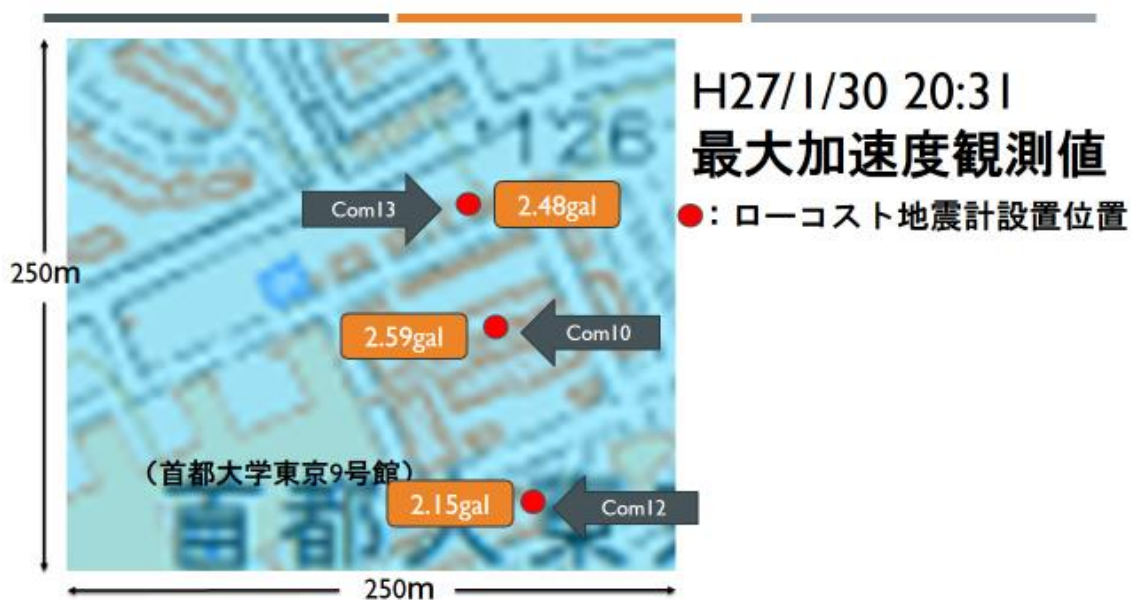 H27/1/30 20:31
最大加速度観測値
●：ローコスト地震計設置位置
126
Com13
2.48gal
250m
2.59gal
Com10
（首都大学東京9号館）
2.15gal
Com12
首都大東
250m